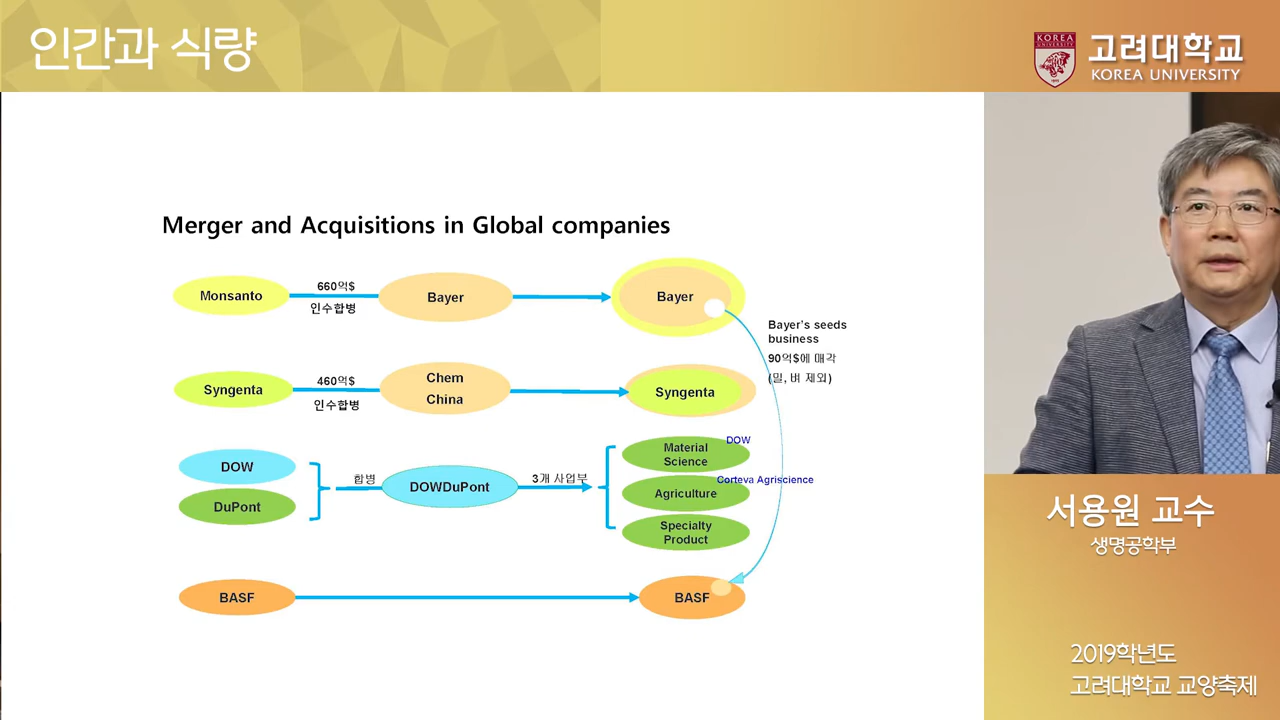 인간과 식량
KOREA
UNIVERSITY
고려대학교
KOREA UNIVERSITY
Merger and Acquisitions in Global companies
Monsanto
660억$
인수합병
Bayer
Bayer
Bayer's seeds
business
90억$에 매각
(밀, 벼 제외)
Syngenta
460억$
인수합병
Chem
China
Syngenta
DOW
DuPont
합병
DOWDuPont
3개 사업부
Material
Science
DOW
Agriculture
Corteva Agriscience
Specialty
Product
BASF
BASF
서용원 교수
생명공학부
2019학년도
고려대학교 교양축제